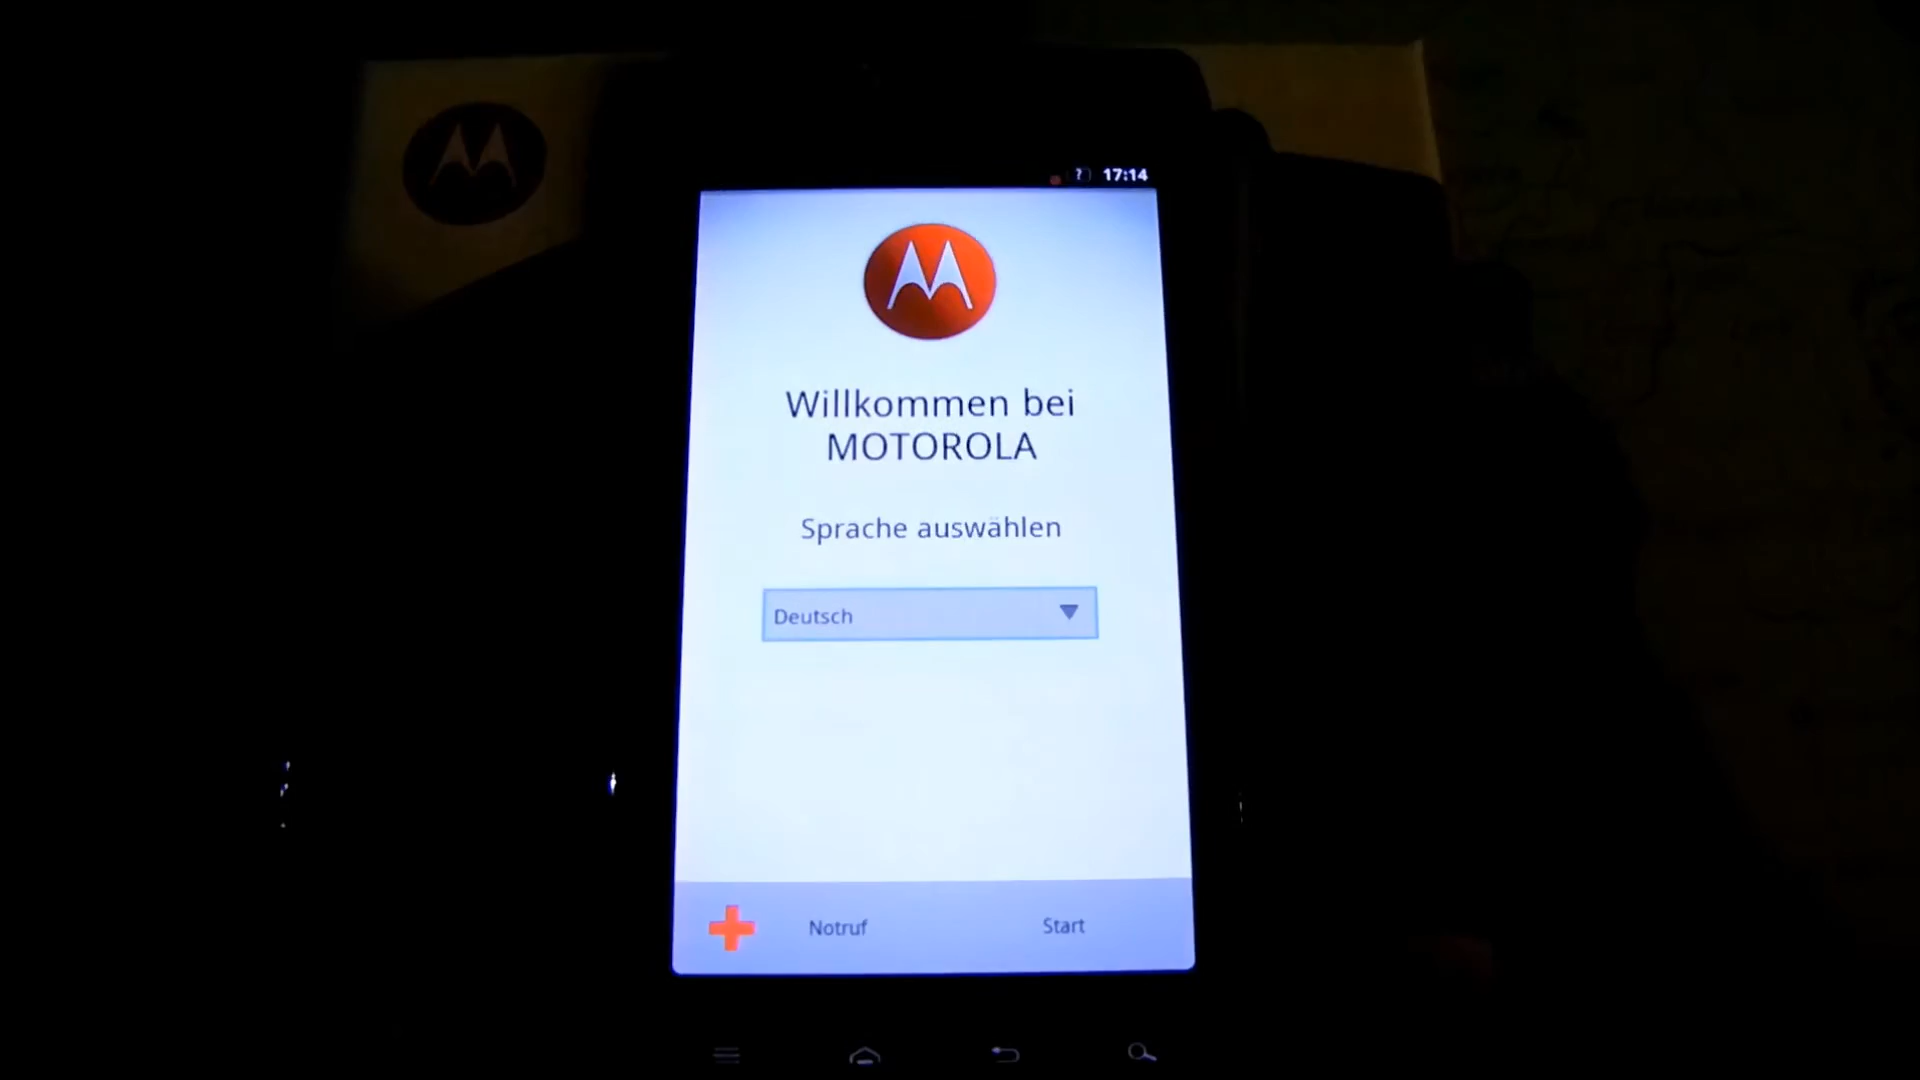 17:14
Willkommen bei
MOTOROLA
Sprache auswählen
Deutsch
Notruf
Start